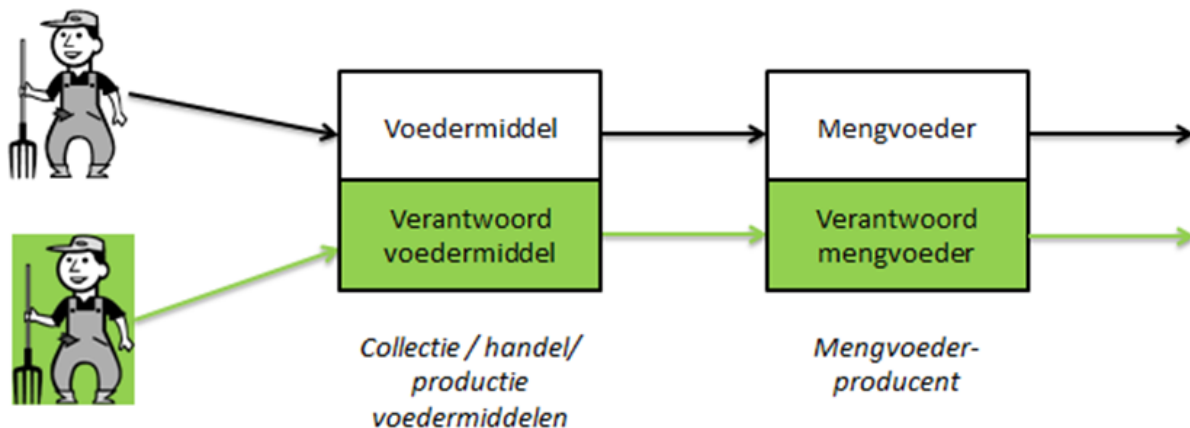 Voedermiddel
Mengvoeder
Verantwoord
voedermiddel
Verantwoord
mengvoeder
Collectie / handel/
productie
voedermiddelen
Mengvoeder-
producent